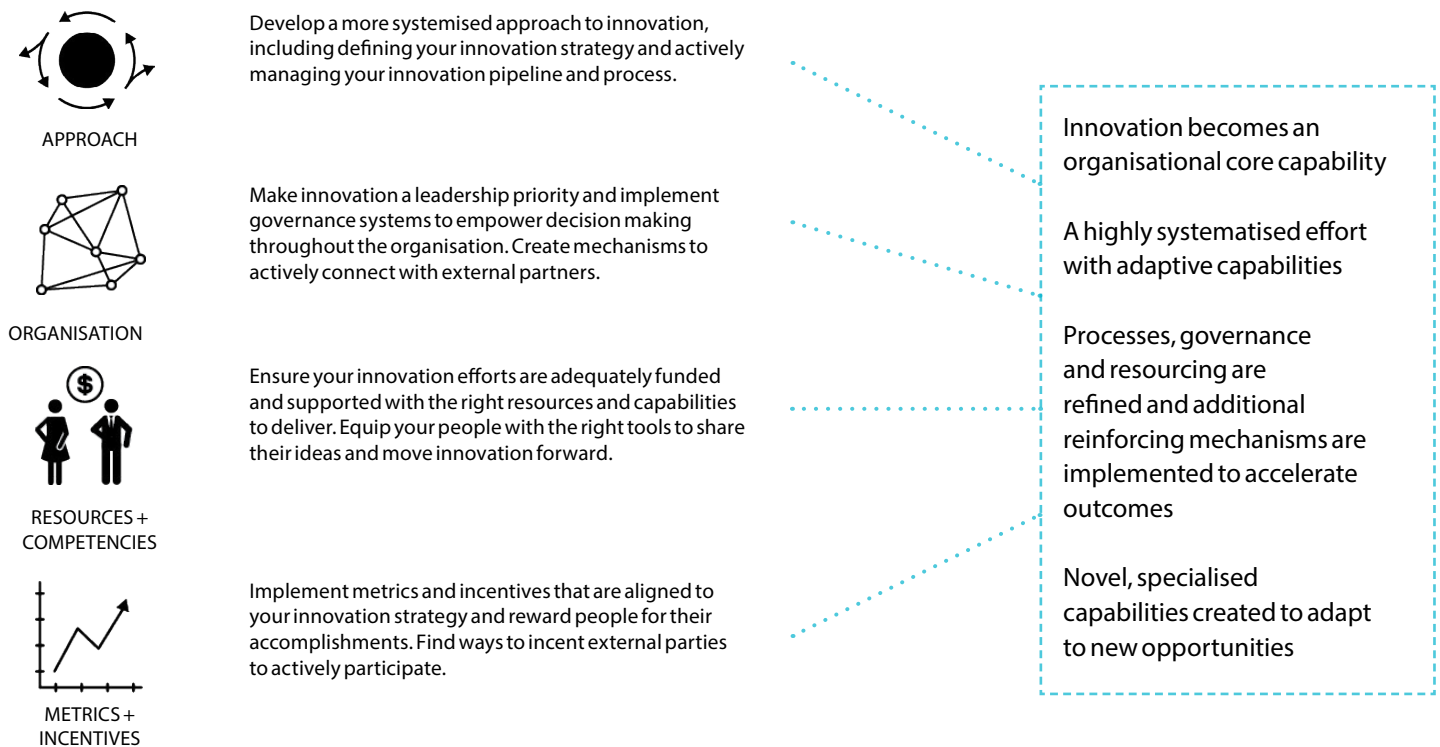 Develop a more systemised approach to innovation,
including defining your innovation strategy and actively
managing your innovation pipeline and process.
APPROACH
Make innovation a leadership priority and implement
governance systems to empower decision making
throughout the organisation. Create mechanisms to
actively connect with external partners.
ORGANISATION
$
Ensure your innovation efforts are adequately funded
and supported with the right resources and capabilities
to deliver. Equip your people with the right tools to share
their ideas and move innovation forward.
RESOURCES +
COMPETENCIES
Implement metrics and incentives that are aligned to
your innovation strategy and reward people for their
accomplishments. Find ways to incent external parties
to actively participate.
METRICS +
INCENTIVES
Innovation becomes an
organisational core capability
A highly systematised effort
with adaptive capabilities
Processes, governance
and resourcing are
refined and additional
reinforcing mechanisms are
implemented to accelerate
outcomes
Novel, specialised
capabilities created to adapt
to new opportunities